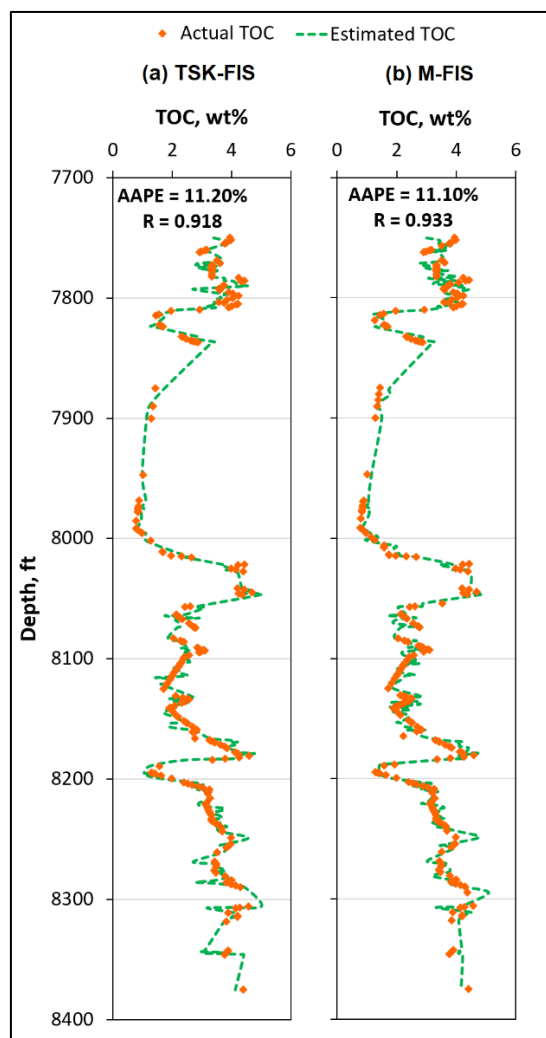 Actual TOC Estimated TOC
(a) TSK-FIS (b) M-FIS
TOC, wt% TOC, wt%
0 2 4 6 0 2 4 6
7700
AAPE = 11.20% AAPE = 11.10%
R = 0.918 R = 0.933
7800
7900
8000
Depth, ft
8100
8200
8300
8400